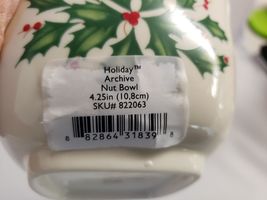 Holiday™
Archive
Nut Bowl
4.25in (10,8cm)
SKU# 822063
8 82864 31839 8